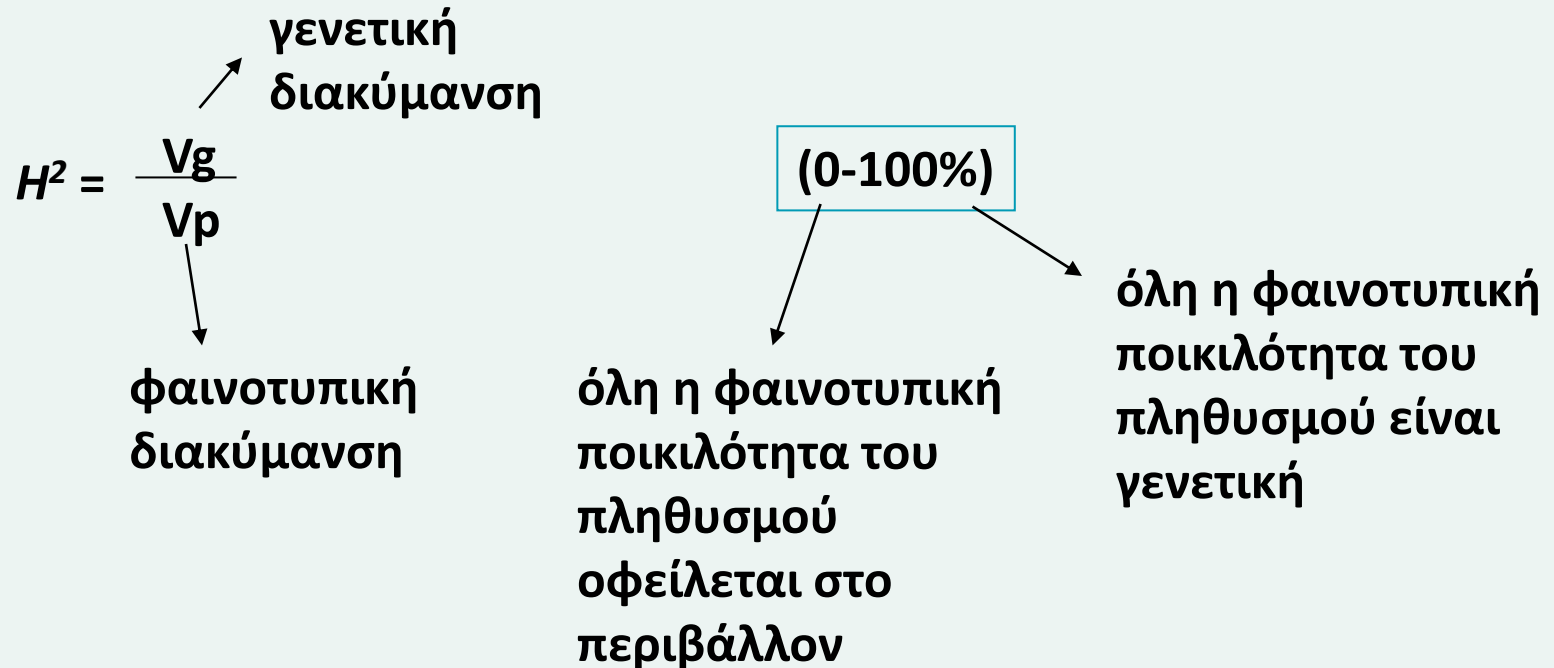 γενετική
διακύμανση
H² = Vg
Vp
(0-100%)
φαινοτυπική
διακύμανση
όλη η φαινοτυπική
ποικιλότητα του
πληθυσμού
οφείλεται στο
περιβάλλον
όλη η φαινοτυπική
ποικιλότητα του
πληθυσμού είναι
γενετική